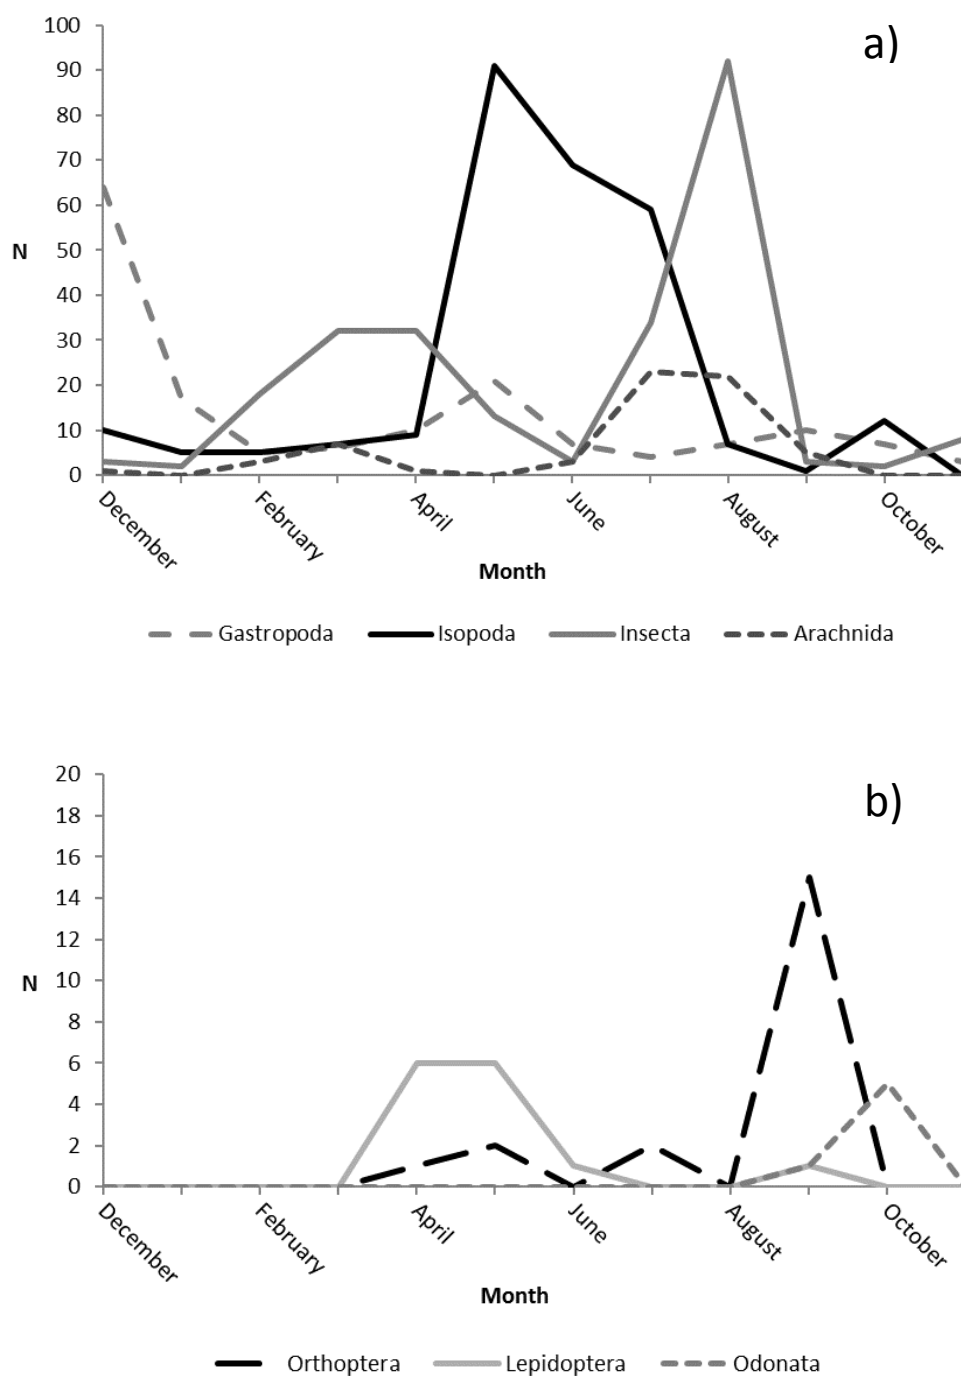 a)
100
90
80
70
60
50
40
30
20
10
0
N
December
February
April
June
August
October
Month
Gastropoda Isopoda Insecta Arachnida
b)
20
18
16
14
12
10
8
6
4
2
0
N
December
February
April
June
August
October
Month
Orthoptera Lepidoptera Odonata